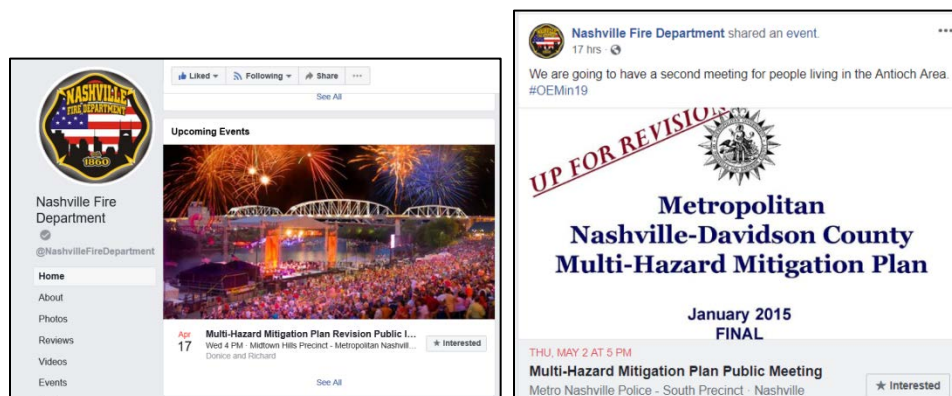 NASHVILLE
FIRE DEPARTMENT
1860
Nashville Fire
Department
@NashvilleFireDepartment
Home
About
Photos
Reviews
Videos
Events
Liked
Following
Share
See All
Upcoming Events
Apr
17
Multi-Hazard Mitigation Plan Revision Public I...
Wed 4 PM · Midtown Hills Precinct - Metropolitan Nashvill...
Donice and Richard
★ Interested
See All
Nashville Fire Department shared an event.
17 hrs ·
We are going to have a second meeting for people living in the Antioch Area.
#OEMin19
UP FOR REVISION
Metropolitan
Nashville-Davidson County
Multi-Hazard Mitigation Plan
January 2015
FINAL
THU, MAY 2 AT 5 PM
Multi-Hazard Mitigation Plan Public Meeting
Metro Nashville Police - South Precinct · Nashville
★ Interested